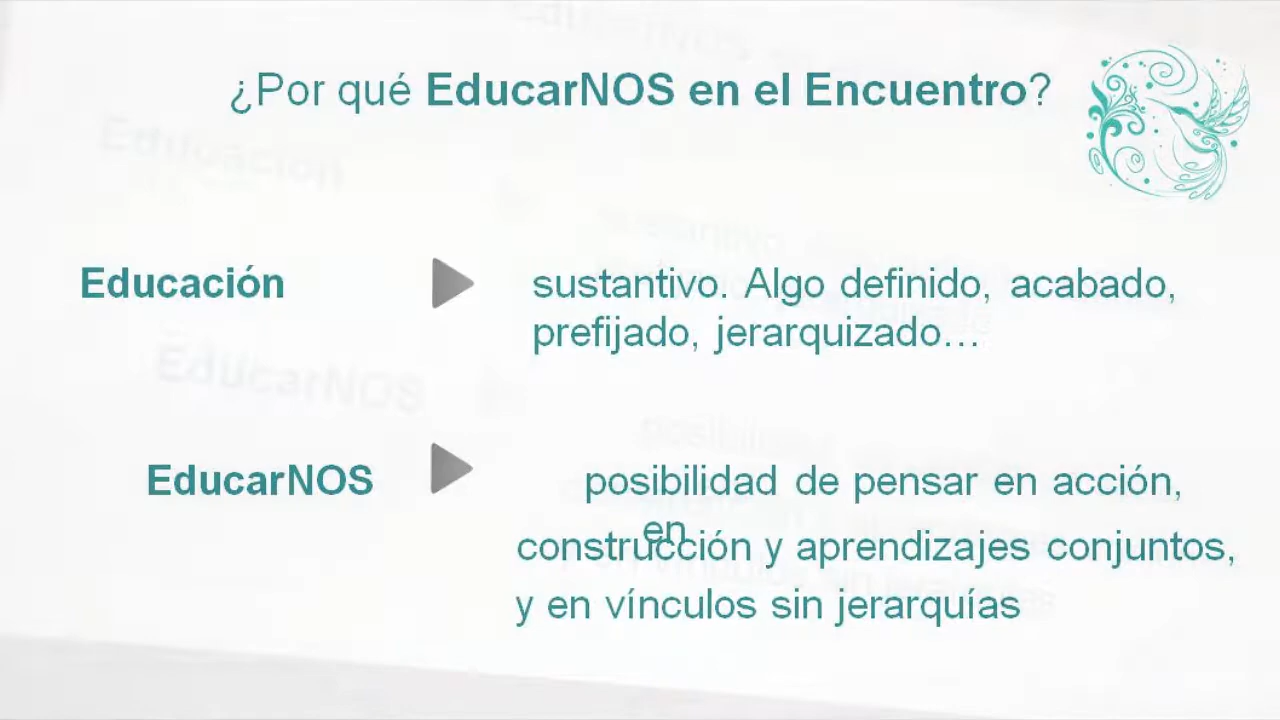 ¿Por qué EducarNOS en el Encuentro?
Educación
sustantivo. Algo definido, acabado,
prefijado, jerarquizado…
EducarNOS
posibilidad de pensar en acción,
en
construcción y aprendizajes conjuntos,
y en vínculos sin jerarquías